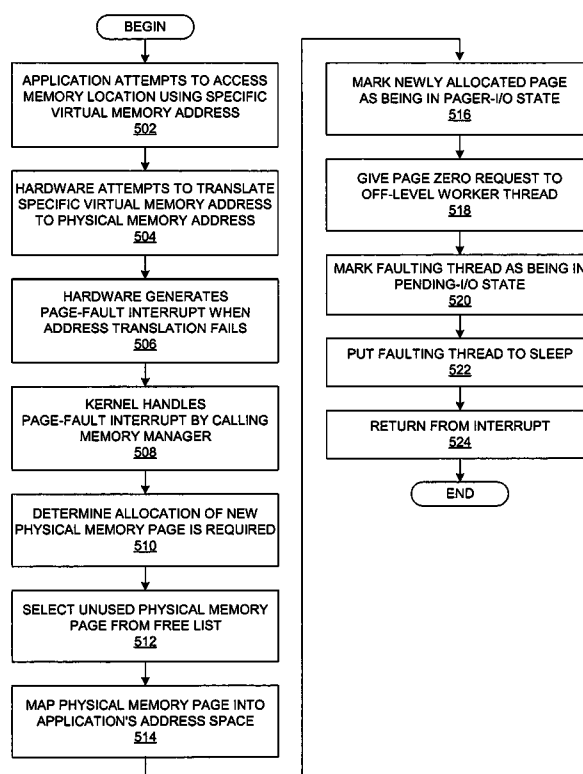 BEGIN
APPLICATION ATTEMPTS TO ACCESS
MEMORY LOCATION USING SPECIFIC
VIRTUAL MEMORY ADDRESS
502
HARDWARE ATTEMPTS TO TRANSLATE
SPECIFIC VIRTUAL MEMORY ADDRESS
TO PHYSICAL MEMORY ADDRESS
504
HARDWARE GENERATES
PAGE-FAULT INTERRUPT WHEN
ADDRESS TRANSLATION FAILS
506
KERNEL HANDLES
PAGE-FAULT INTERRUPT BY CALLING
MEMORY MANAGER
508
DETERMINE ALLOCATION OF NEW
PHYSICAL MEMORY PAGE IS REQUIRED
510
SELECT UNUSED PHYSICAL MEMORY
PAGE FROM FREE LIST
512
MAP PHYSICAL MEMORY PAGE INTO
APPLICATION'S ADDRESS SPACE
514
MARK NEWLY ALLOCATED PAGE
AS BEING IN PAGER-I/O STATE
516
GIVE PAGE ZERO REQUEST TO
OFF-LEVEL WORKER THREAD
518
MARK FAULTING THREAD AS BEING IN
PENDING-I/O STATE
520
PUT FAULTING THREAD TO SLEEP
522
RETURN FROM INTERRUPT
524
END